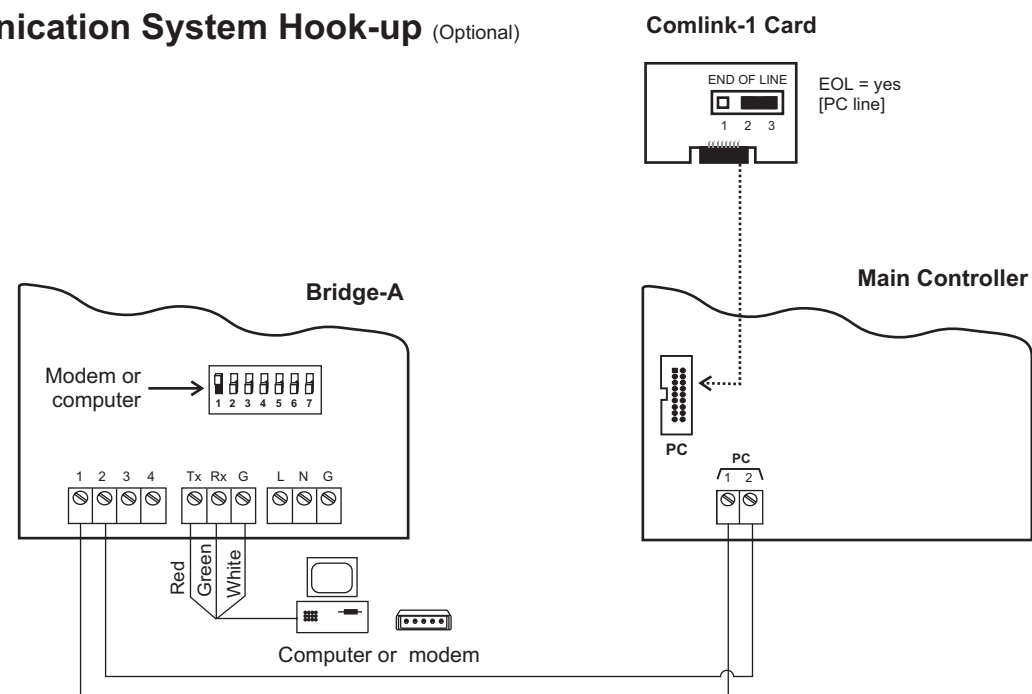 System Hook-up (Optional)
Comlink-1 Card
END OF LINE
1 2 3
EOL = yes
[PC line]
Bridge-A
Modem or
computer
1 2 3 4 5 6 7
1 2 3 4
Tx Rx G
L N G
Red
Green
White
Computer or modem
Main Controller
PC
PC
1 2